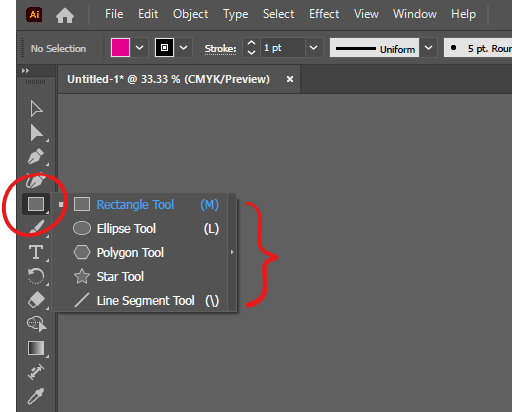 Ai File Edit Object Type Select Effect View Window Help
No Selection Stroke: 1 pt Uniform 5 pt. Roun
Untitled-1* @ 33.33 % (CMYK/Preview) ×
Rectangle Tool (M)
Ellipse Tool (L)
Polygon Tool
Star Tool
Line Segment Tool (\)
T